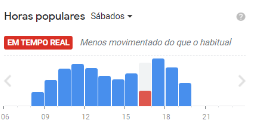 Horas populares Sábados
EM TEMPO REAL Menos movimentado do que o habitual
06 09 12 15 18 21